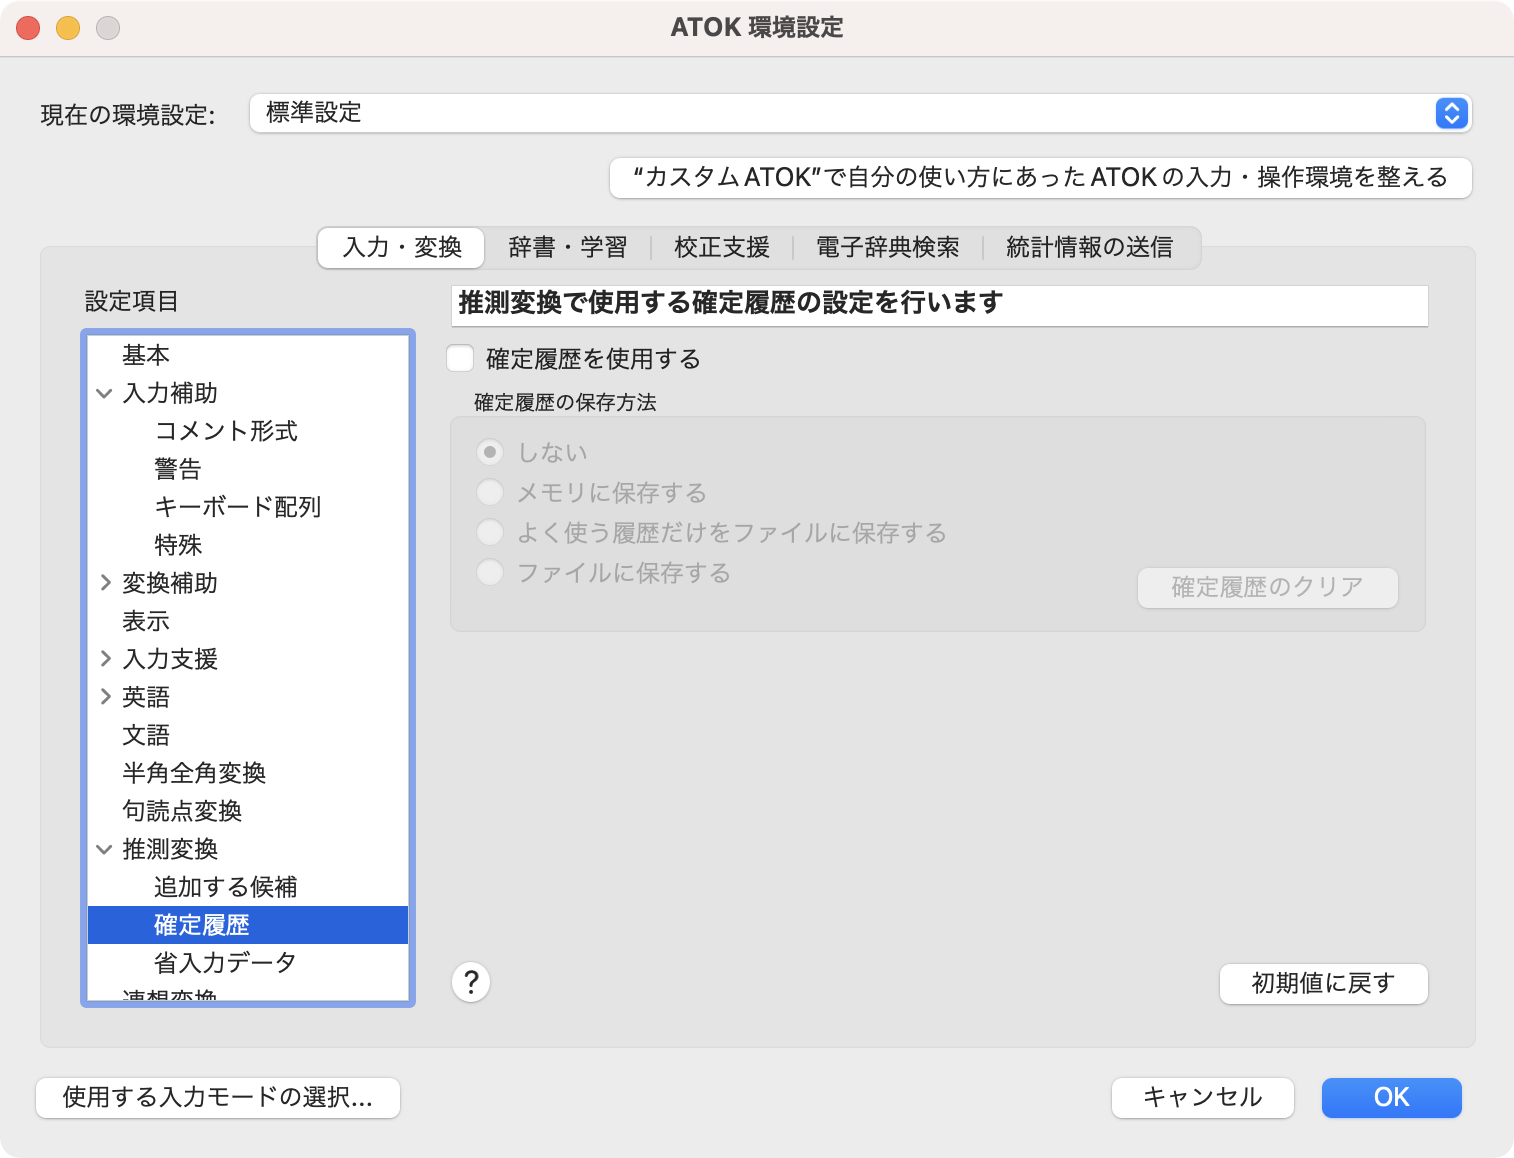 ATOK 環境設定
現在の環境設定:
標準設定
“カスタムATOK”で自分の使い方にあったATOKの入力・操作環境を整える
入力・変換
辞書・学習
校正支援
電子辞典検索
統計情報の送信
設定項目
基本
入力補助
コメント形式
警告
キーボード配列
特殊
変換補助
表示
入力支援
英語
文語
半角全角変換
句読点変換
推測変換
追加する候補
確定履歴
省入力データ
連想変換
推測変換で使用する確定履歴の設定を行います
確定履歴を使用する
確定履歴の保存方法
しない
メモリに保存する
よく使う履歴だけをファイルに保存する
ファイルに保存する
確定履歴のクリア
?
初期値に戻す
使用する入力モードの選択...
キャンセル
OK